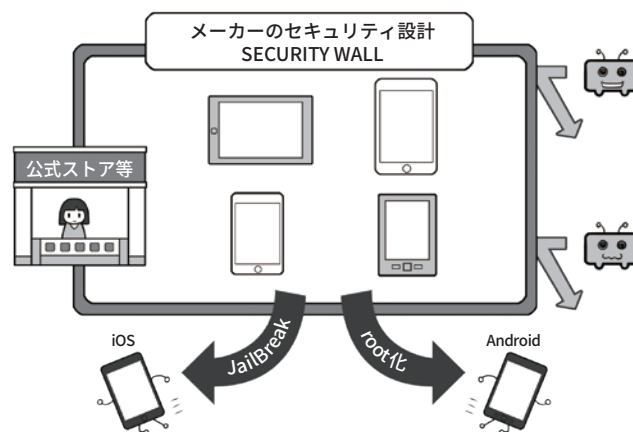 メーカーのセキュリティ設計
SECURITY WALL
公式ストア等
iOS
JailBreak
root化
Android